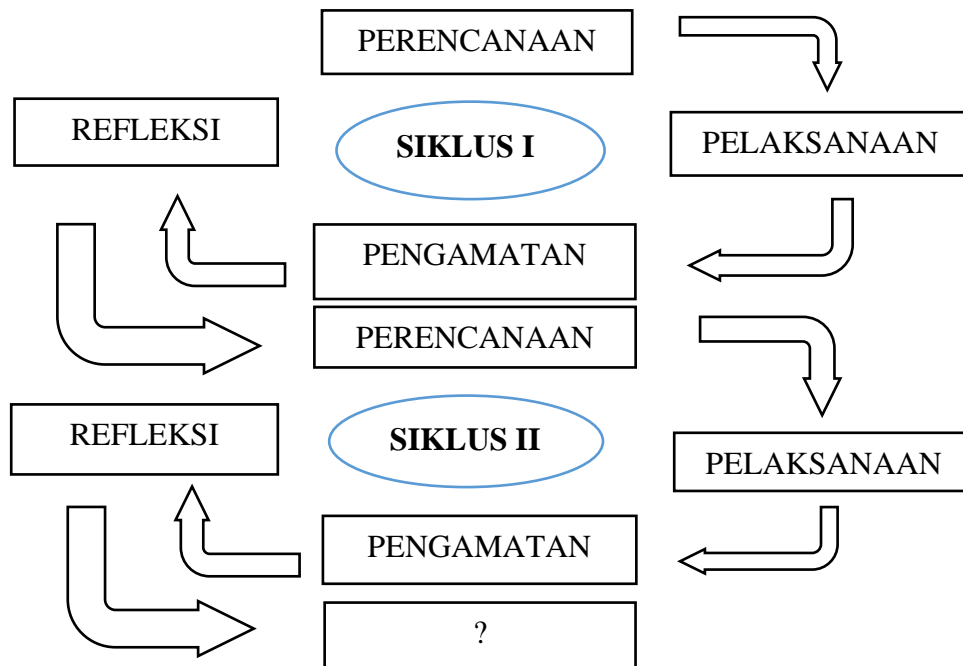 PERENCANAAN
REFLEKSI
SIKLUS I
PELAKSANAAN
PENGAMATAN
PERENCANAAN
REFLEKSI
SIKLUS II
PELAKSANAAN
PENGAMATAN
?